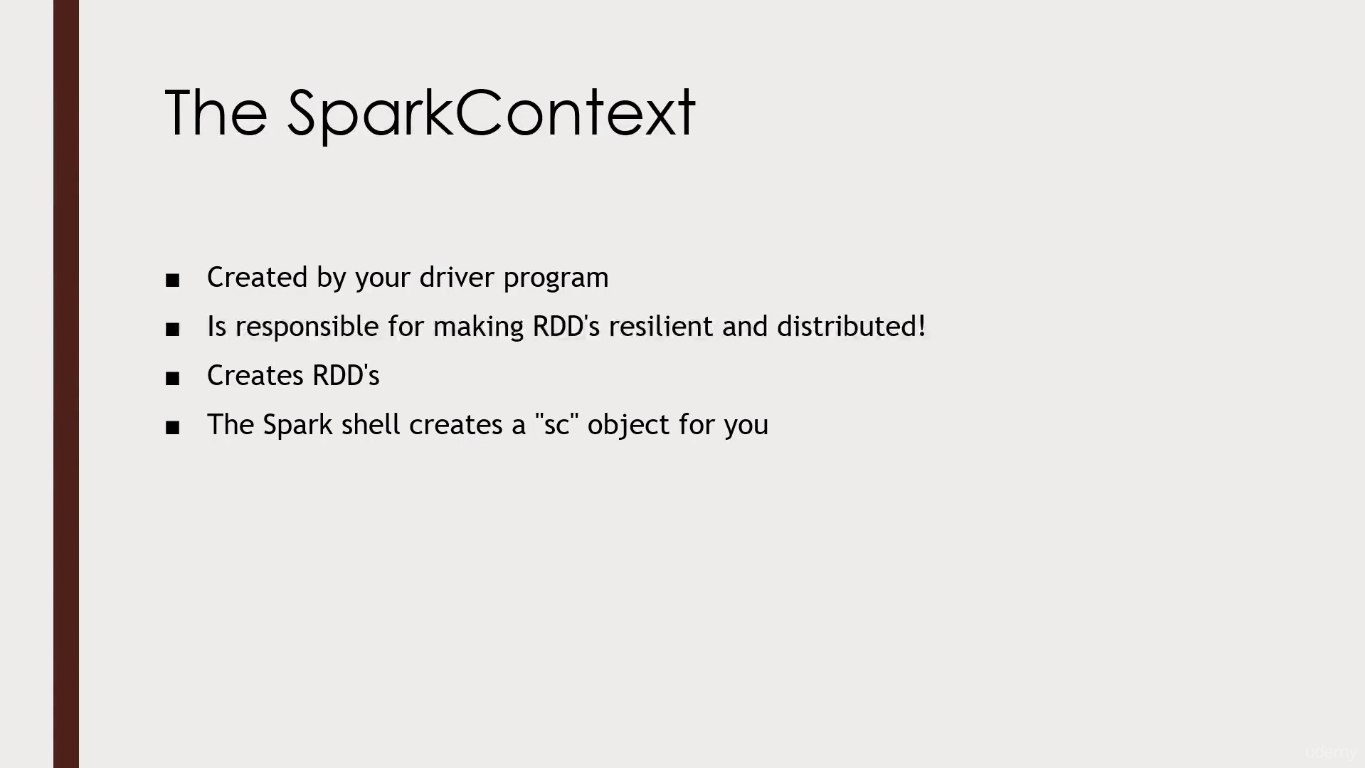 The SparkContext
■ Created by your driver program
■ Is responsible for making RDD's resilient and distributed!
■ Creates RDD's
■ The Spark shell creates a "sc" object for you
udemy